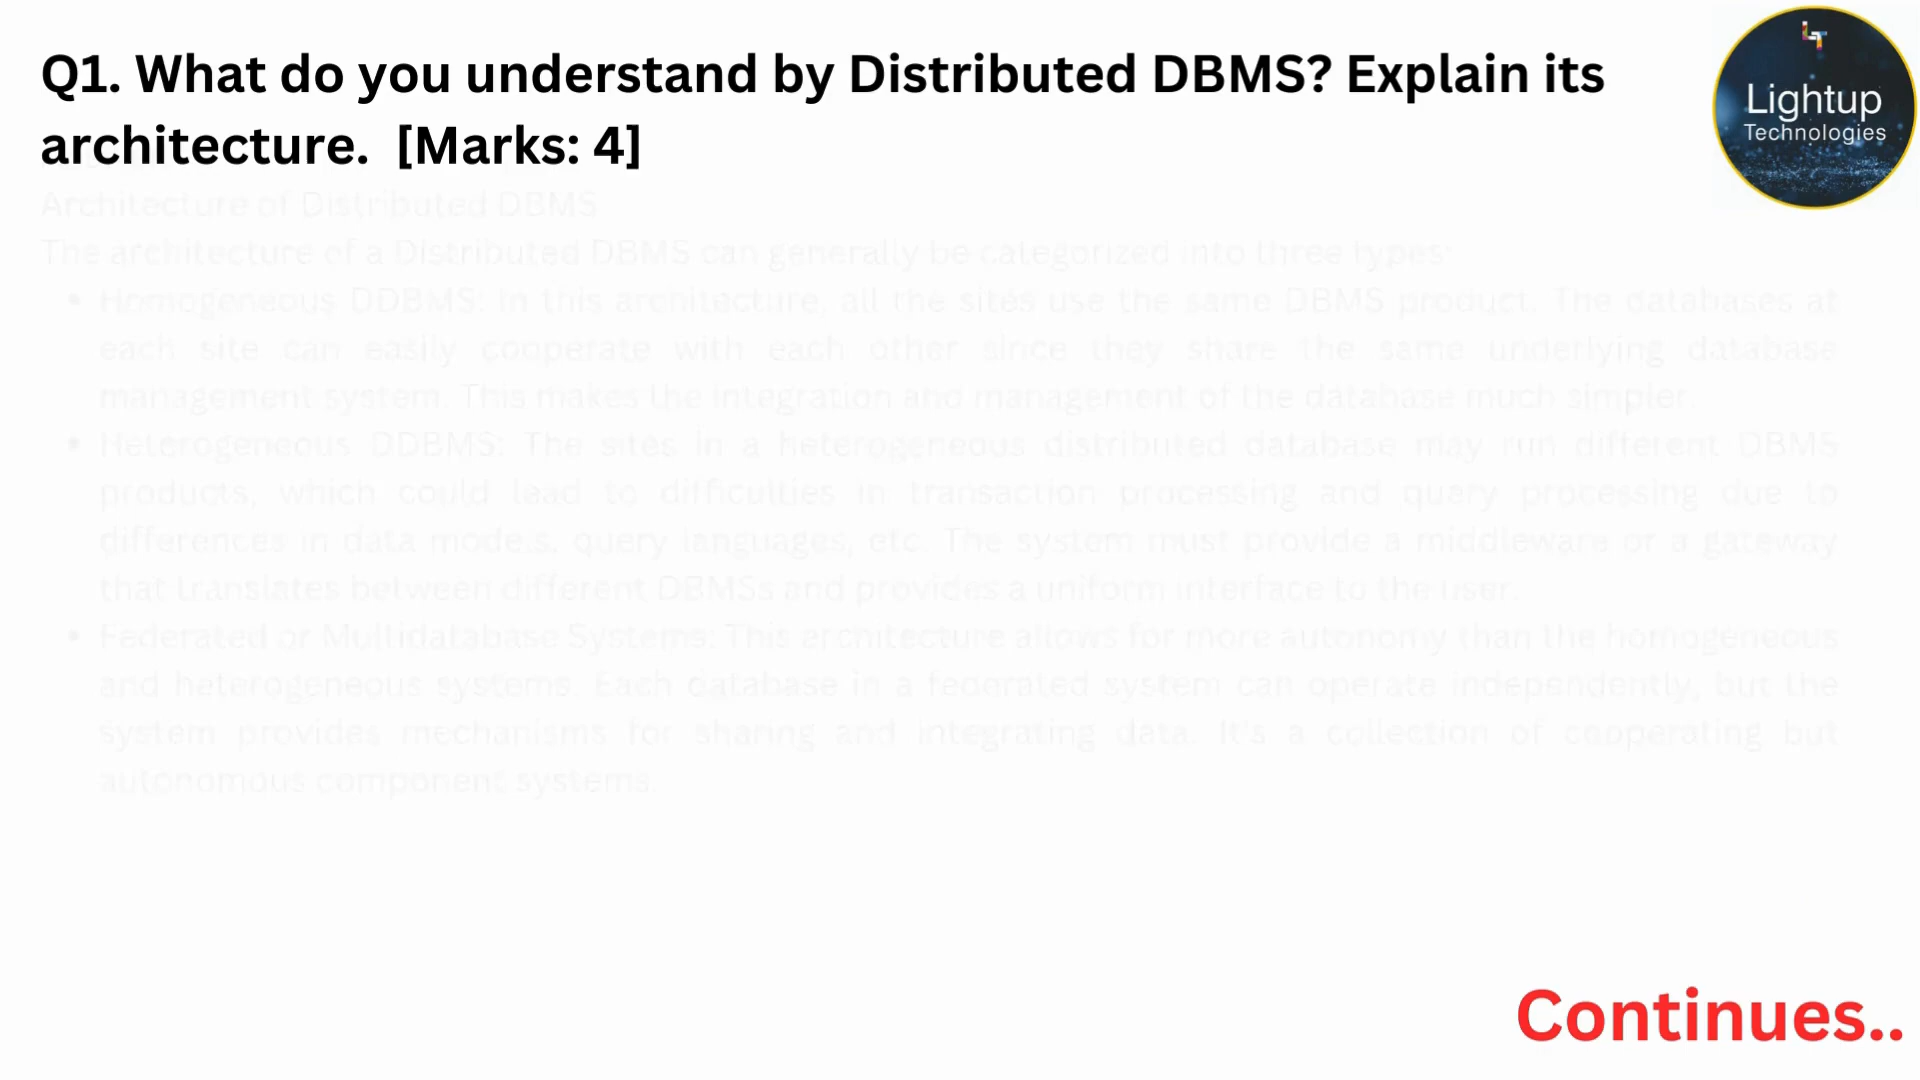 Q1. What do you understand by Distributed DBMS? Explain its
architecture. [Marks: 4]
Lightup
Technologies
Architecture of Distributed DBMS
The architecture of a Distributed DBMS can generally be categorized into three types:
• Homogeneous DDBMS: In this architecture, all the sites use the same DBMS product. The databases at
each site can easily cooperate with each other since they share the same underlying database
management system. This makes the integration and management of the database much simpler.
• Heterogeneous DDBMS: The sites in a heterogeneous distributed database may run different DBMS
products, which could lead to difficulties in transaction processing and query processing due to
differences in data models, query languages, etc. The system must provide a middleware or a gateway
that translates between different DBMSs and provides a uniform interface to the user.
• Federated or Multidatabase Systems: This architecture allows for more autonomy than the homogeneous
and heterogeneous systems. Each database in a federated system can operate independently, but the
system provides mechanisms for sharing and integrating data. It's a collection of cooperating but
autonomous component systems.
Continues..